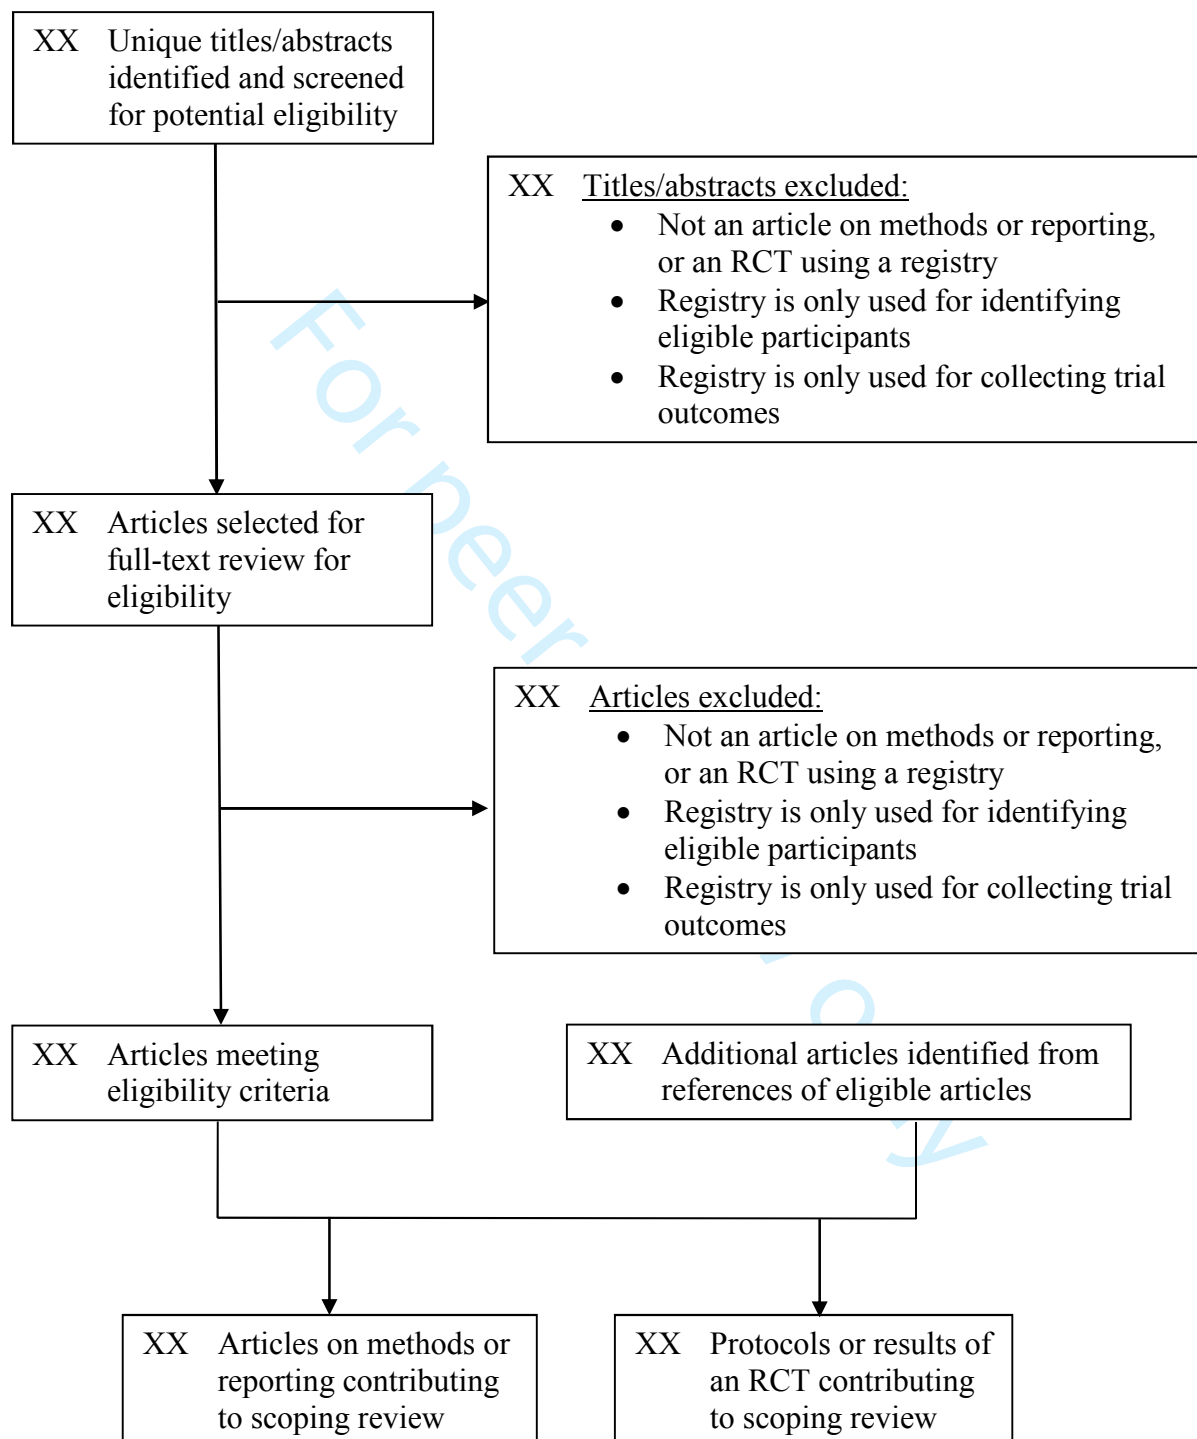 XX Unique titles/abstracts
identified and screened
for potential eligibility
XX Titles/abstracts excluded:
• Not an article on methods or reporting,
or an RCT using a registry
• Registry is only used for identifying
eligible participants
• Registry is only used for collecting trial
outcomes
XX Articles selected for
full-text review for
eligibility
XX Articles excluded:
• Not an article on methods or reporting,
or an RCT using a registry
• Registry is only used for identifying
eligible participants
• Registry is only used for collecting trial
outcomes
XX Articles meeting
eligibility criteria
XX Additional articles identified from
references of eligible articles
XX Articles on methods or
reporting contributing
to scoping review
XX Protocols or results of
an RCT contributing
to scoping review
For peer